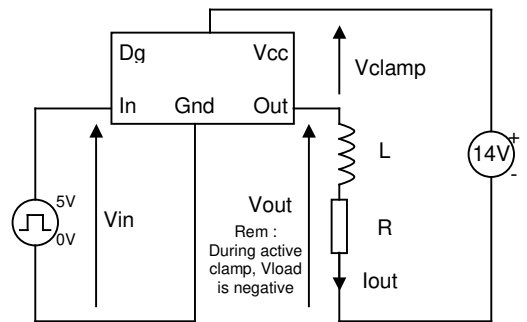 Dg
Vcc
In
Gnd
Out
Vclamp
L
14V
+
-
5V
0V
Vin
Vout
Rem :
During active
clamp, Vload
is negative
R
Iout